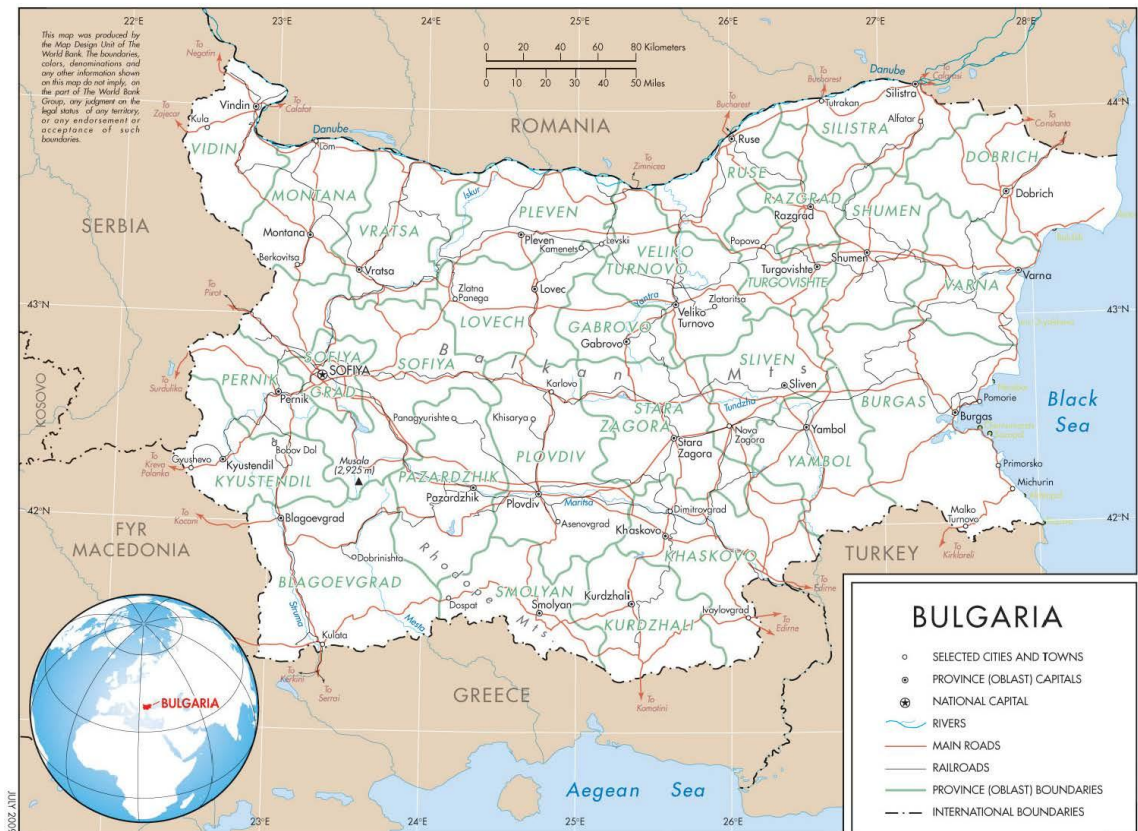 22°E
23°E
24°E
25°E
26°E
27°E
28°E
This map was produced by
the Map Design Unit of The
World Bank. The boundaries,
colors, denominations and
any other information shown
on this map do not imply, on
the part of The World Bank
Group, any judgment on the
legal status of any territory,
or any endorsement or
acceptance of such
boundaries.
0 20 40 60 80 Kilometers
0 10 20 30 40 50 Miles
To
Negotin
To
Calafat
To
Zajecar
To
Bucharest
To
Bucharest
To
Calarasi
To
Constanta
To
Zimnicea
ROMANIA
SERBIA
KOSOVO
FYR
MACEDONIA
GREECE
TURKEY
Black
Sea
Aegean Sea
Danube
Danube
44°N
44°N
43°N
43°N
42°N
42°N
Vindin
Kula
VIDIN
Lom
MONTANA
Montana
Berkovitsa
VRATSA
Vratsa
Iskur
PLEVEN
Pleven
Kamenets
Levski
VELIKO
TURNOVO
Veliko
Turnovo
Zlataritsa
Yantra
Ruse
RUSE
Tutrakan
Silistra
SILISTRA
Alfatar
DOBRICH
Dobrich
RAZGRAD
Razgrad
SHUMEN
Shumen
Popovo
Turgovishte
TURGOVISHTE
VARNA
Varna
Zlatna
Panega
Lovec
LOVECH
GABROVO
Gabrovo
To
Pirot
To
Surdulika
SOFIYA
GRAD
SOFIYA
SOFIYA
PERNIK
Pernik
Balkan Mts
SLIVEN
Sliven
Karlovo
Panagyurishte
Khisarya
STARA
ZAGORA
Stara
Zagora
Nova
Zagora
Tundzha
Yambol
YAMBOL
BURGAS
Burgas
Pomorie
Primorsko
Michurin
Malko
Turnovo
To
Kirklareli
Gyushevo
To
Kreva
Palanka
Kyustendil
KYUSTENDIL
Bobov Dol
Musala
(2,925 m)
PAZARDZHIK
Pazardzhik
PLOVDIV
Plovdiv
Maritsa
Asenovgrad
Dimitrovgrad
Khaskovo
KHASKOVO
To
Edirne
To
Kocani
Blagoevgrad
BLAGOEVGRAD
Dobrinishta
Rhodope Mts.
Dospat
SMOLYAN
Smolyan
Kurdzhali
KURDZHALI
Ivaylovgrad
To
Edirne
Struma
Mesta
Kulata
To
Kerkini
To
Serrai
To
Komotini
BULGARIA
23°E
24°E
25°E
26°E
BULGARIA
SELECTED CITIES AND TOWNS
PROVINCE (OBLAST) CAPITALS
NATIONAL CAPITAL
RIVERS
MAIN ROADS
RAILROADS
PROVINCE (OBLAST) BOUNDARIES
INTERNATIONAL BOUNDARIES